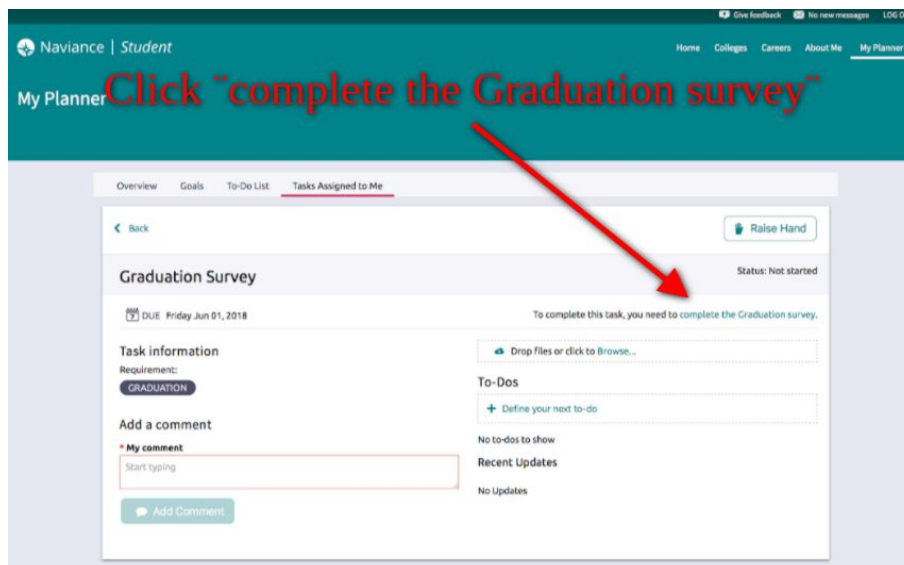 Give feedback No new messages LOG O
Naviance | Student
Home Colleges Careers About Me My Planner
My Planner
Click ¨complete the Graduation survey¨
Overview Goals To-Do List Tasks Assigned to Me
Back
Raise Hand
Graduation Survey
Status: Not started
DUE Friday Jun 01, 2018
To complete this task, you need to complete the Graduation survey.
Task information
Requirement:
GRADUATION
Add a comment
* My comment
Start typing
Add Comment
Drop files or click to Browse...
To-Dos
+ Define your next to-do
No to-dos to show
Recent Updates
No Updates